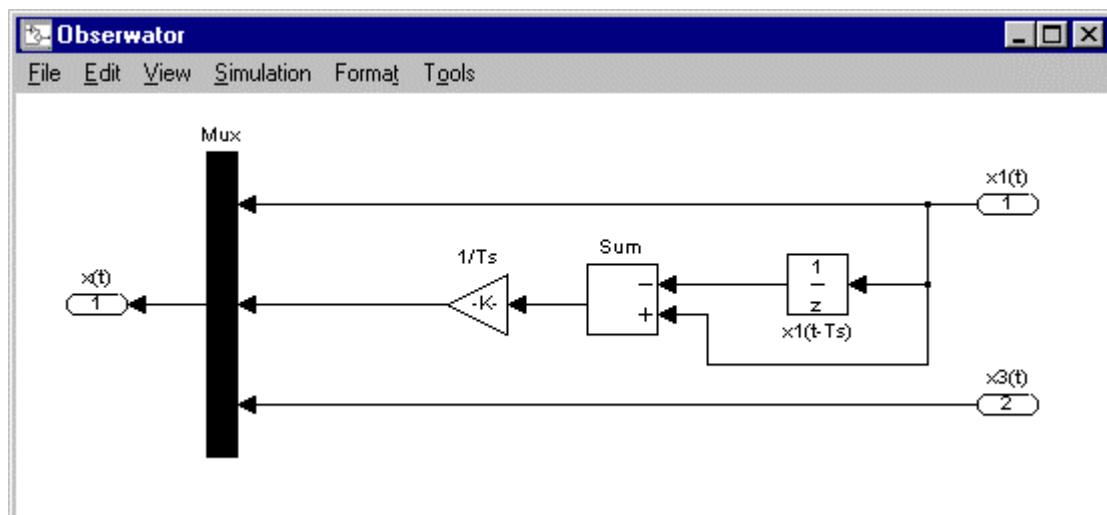 Obserwator
File Edit View Simulation Format Tools
Mux
x1(t)
1
1/Ts
Sum
x(t)
1
-K-
−
+
1
z
x1(t-Ts)
x3(t)
2